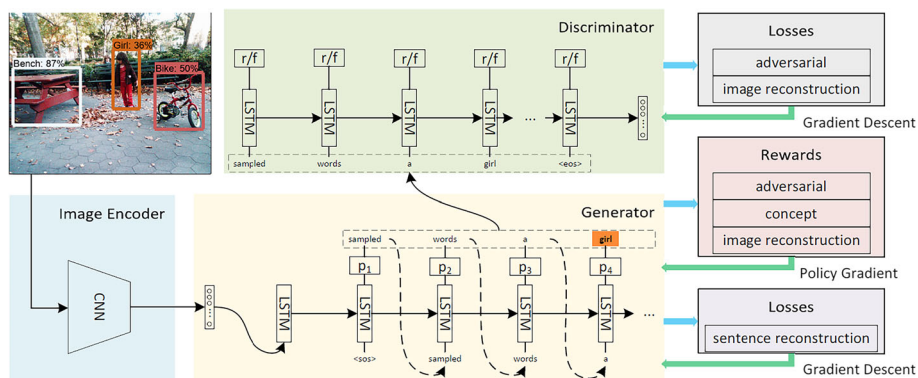 Girl: 36%
Bench: 87%
Bike: 50%
Discriminator
r/f r/f r/f r/f r/f
LSTM LSTM LSTM LSTM ... LSTM
sampled words a girl <eos>
Losses
adversarial
image reconstruction
Gradient Descent
Rewards
adversarial
concept
image reconstruction
Policy Gradient
Image Encoder
CNN
Generator
sampled words a girl
p1 p2 p3 p4
LSTM LSTM LSTM LSTM LSTM ...
<sos> sampled words a
Losses
sentence reconstruction
Gradient Descent